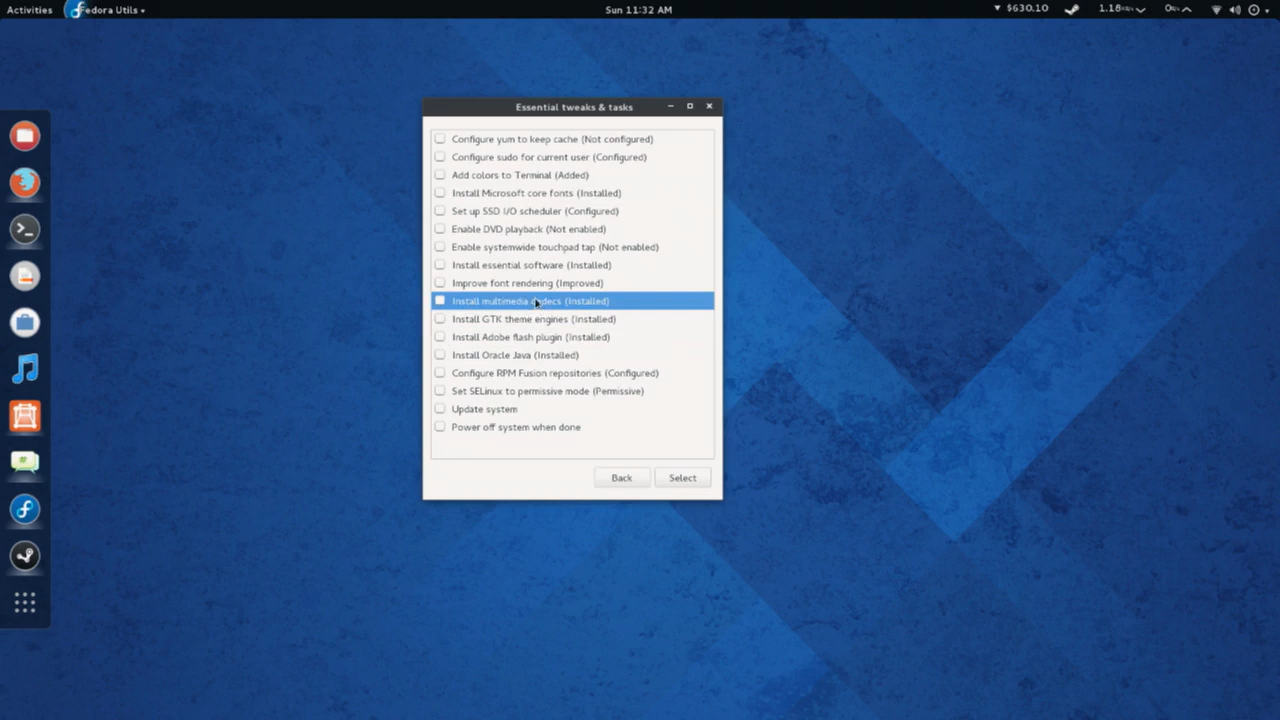 Activities
Fedora Utils
Sun 11:32 AM
$630.10
1.18
0
Essential tweaks & tasks
Configure yum to keep cache (Not configured)
Configure sudo for current user (Configured)
Add colors to Terminal (Added)
Install Microsoft core fonts (Installed)
Set up SSD I/O scheduler (Configured)
Enable DVD playback (Not enabled)
Enable systemwide touchpad tap (Not enabled)
Install essential software (Installed)
Improve font rendering (Improved)
Install multimedia codecs (Installed)
Install GTK theme engines (Installed)
Install Adobe flash plugin (Installed)
Install Oracle Java (Installed)
Configure RPM Fusion repositories (Configured)
Set SELinux to permissive mode (Permissive)
Update system
Power off system when done
Back
Select